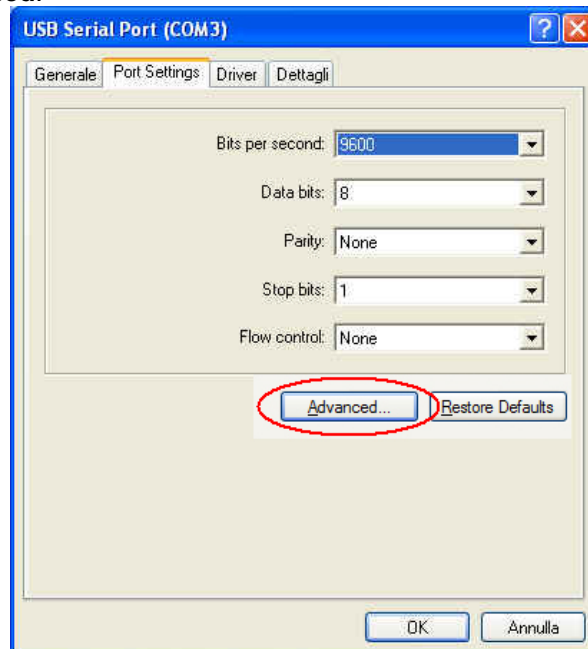 USB Serial Port (COM3)
Generale Port Settings Driver Dettagli
Bits per second: 9600
Data bits: 8
Parity: None
Stop bits: 1
Flow control: None
Advanced... Restore Defaults
OK Annulla